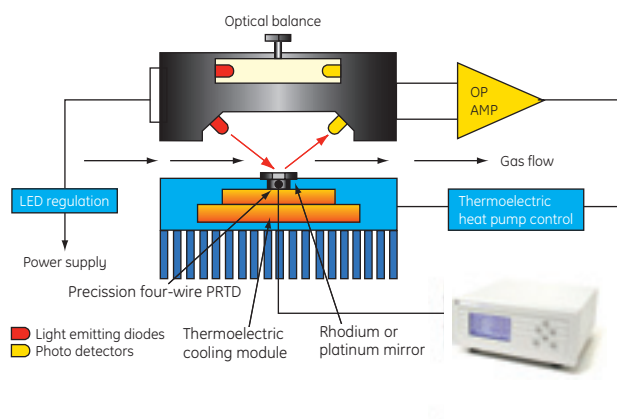 Optical balance
OP
AMP
Gas flow
LED regulation
Thermoelectric
heat pump control
Power supply
Precission four-wire PRTD
Light emitting diodes
Photo detectors
Thermoelectric
cooling module
Rhodium or
platinum mirror